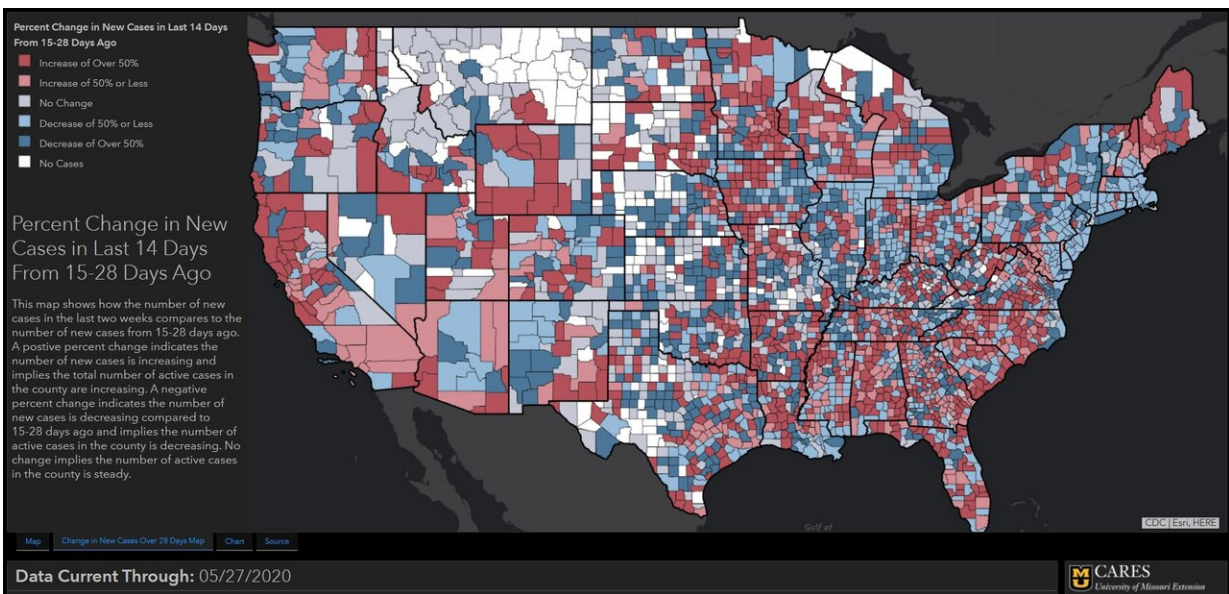 Percent Change in New Cases in Last 14 Days
From 15-28 Days Ago
Increase of Over 50%
Increase of 50% or Less
No Change
Decrease of 50% or Less
Decrease of Over 50%
No Cases
Percent Change in New
Cases in Last 14 Days
From 15-28 Days Ago
This map shows how the number of new
cases in the last two weeks compares to the
number of new cases from 15-28 days ago.
A postive percent change indicates the
number of new cases is increasing and
implies the total number of active cases in
the county are increasing. A negative
percent change indicates the number of
new cases is decreasing compared to
15-28 days ago and implies the number of
active cases in the county is decreasing. No
change implies the number of active cases
in the county is steady.
Gulf of
CDC | Esri, HERE
Map Change in New Cases Over 28 Days Map Chart Source
Data Current Through: 05/27/2020
CARES
University of Missouri Extension